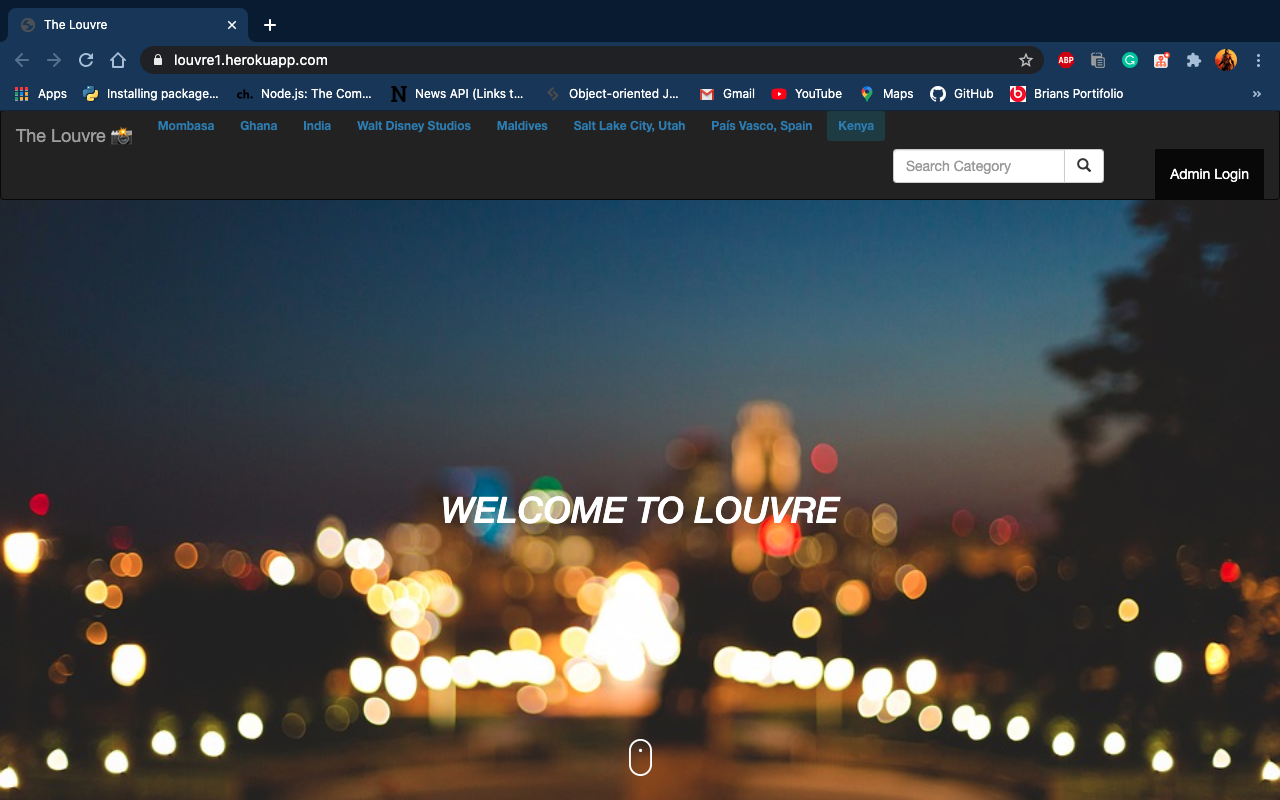 The Louvre
louvre1.herokuapp.com
ABP
Apps Installing package... ch. Node.js: The Com... N News API (Links t... Object-oriented J... Gmail YouTube Maps GitHub Brians Portifolio »
The Louvre 📸 Mombasa Ghana India Walt Disney Studios Maldives Salt Lake City, Utah País Vasco, Spain Kenya
Search Category
Admin Login
WELCOME TO LOUVRE